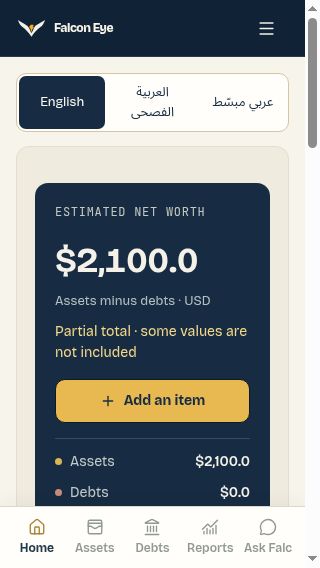 Falcon Eye
English
العربية
الفصحى
عربي مبسّط
ESTIMATED NET WORTH
$2,100.0
Assets minus debts · USD
Partial total · some values are
not included
+ Add an item
Assets $2,100.0
Debts $0.0
Home Assets Debts Reports Ask Falc